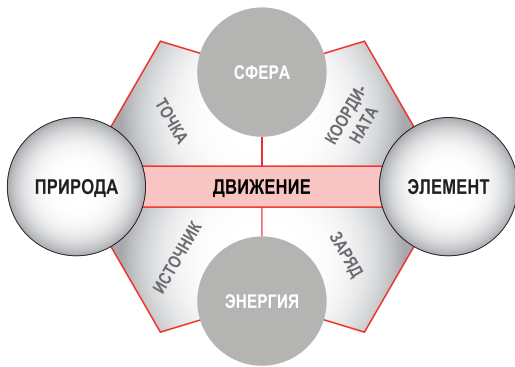 СФЕРА
ТОЧКА
КООРДИ-
НАТА
ПРИРОДА
ДВИЖЕНИЕ
ЭЛЕМЕНТ
ИСТОЧНИК
ЗАРЯД
ЭНЕРГИЯ